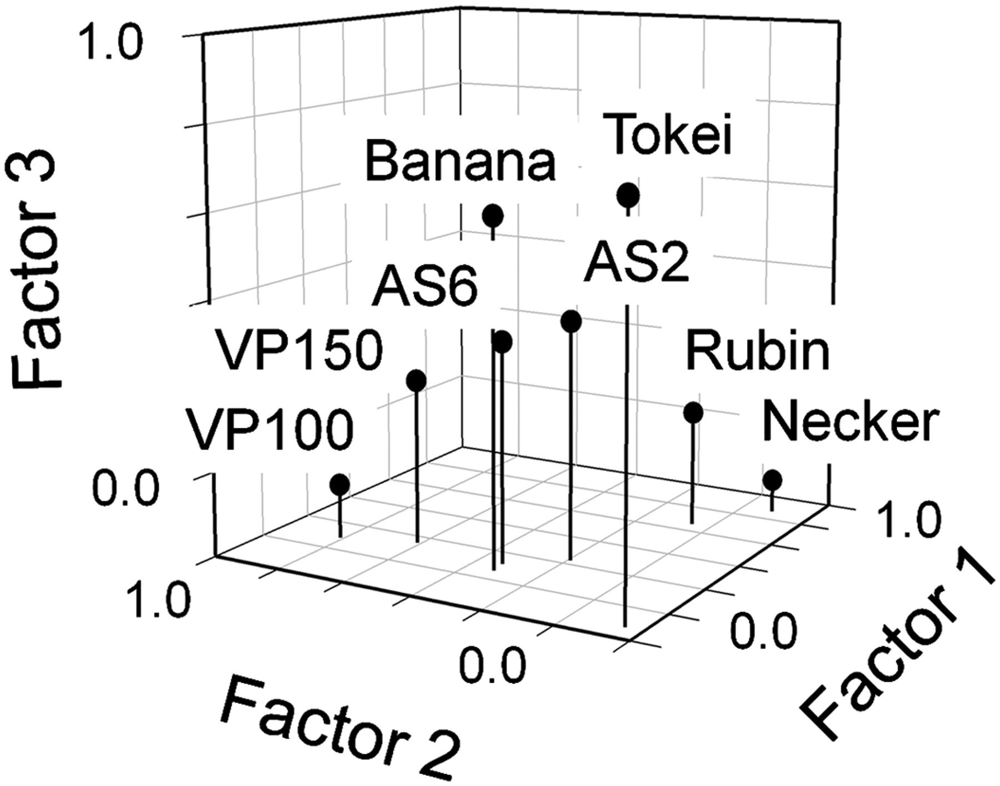 1.0
Tokei
Banana
Factor 3
AS2
AS6
VP150
Rubin
VP100
Necker
0.0
1.0
1.0
0.0
0.0
Factor 1
Factor 2